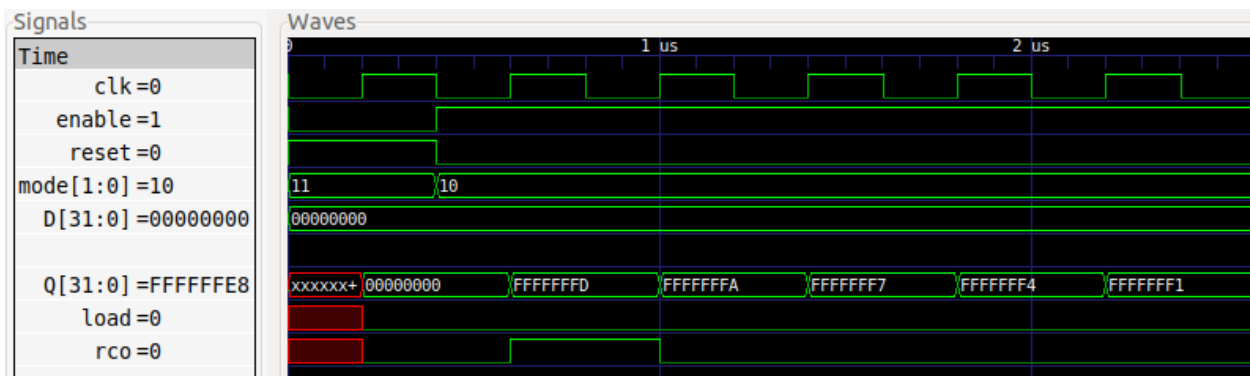 Signals Waves
Time 0 1 us 2 us
clk =0
enable =1
reset =0
mode[1:0] =10 11 10
D[31:0] =00000000 00000000
Q[31:0] =FFFFFFE8 xxxxxx+ 00000000 FFFFFFFD FFFFFFFA FFFFFFF7 FFFFFFF4 FFFFFFF1
load =0
rco =0